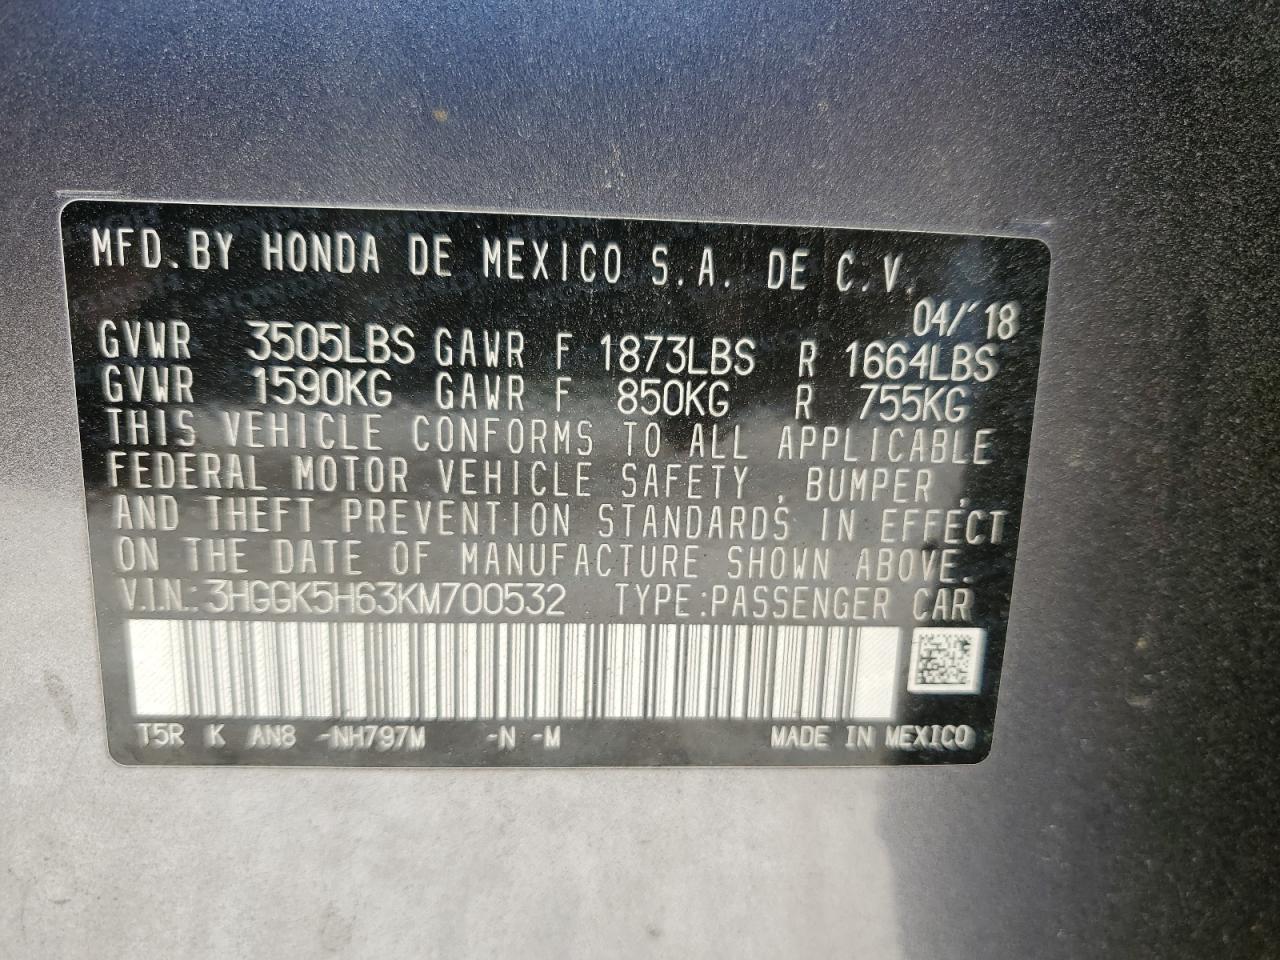 MFD.BY HONDA DE MEXICO S.A. DE C.V.
04/'18
GVWR 3505LBS GAWR F 1873LBS R 1664LBS
GVWR 1590KG GAWR F 850KG R 755KG
THIS VEHICLE CONFORMS TO ALL APPLICABLE
FEDERAL MOTOR VEHICLE SAFETY , BUMPER ,
AND THEFT PREVENTION STANDARDS IN EFFECT
ON THE DATE OF MANUFACTURE SHOWN ABOVE.
V.I.N.: 3HGGK5H63KM700532 TYPE:PASSENGER CAR
T5R K AN8 -NH797M -N -M MADE IN MEXICO